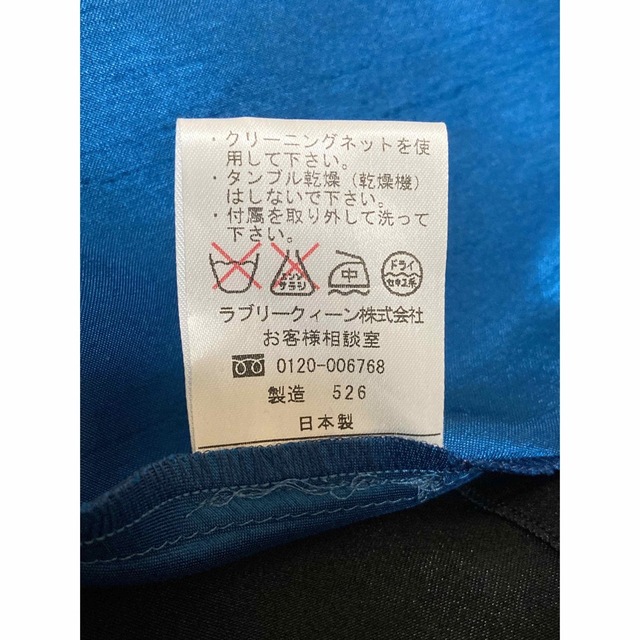 ・クリーニングネットを使
用して下さい。
・タンブル乾燥（乾燥機）
はしないで下さい。
・付属を取り外して洗って
下さい。
エンソ
サラシ
中
ドライ
セキユ系
ラブリークィーン株式会社
お客様相談室
0120-006768
製造 526
日本製